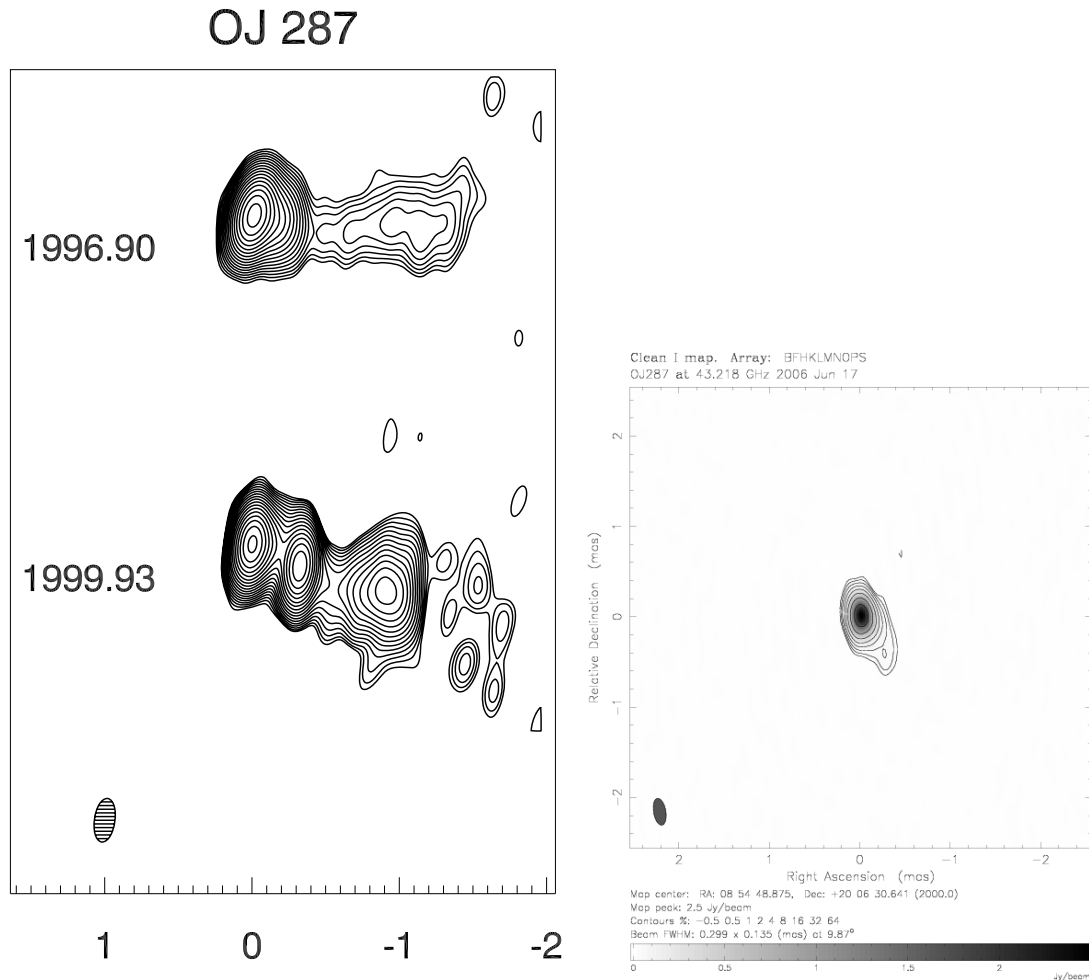 OJ 287
1996.90
1999.93
1 0 -1 -2
Clean I map. Array: BFHKLMNOPS
OJ287 at 43.218 GHz 2006 Jun 17
Relative Declination (mas)
2
1
0
−1
−2
2 1 0 −1 −2
Right Ascension (mas)
Map center: RA: 08 54 48.875, Dec: +20 06 30.641 (2000.0)
Map peak: 2.5 Jy/beam
Contours %: −0.5 0.5 1 2 4 8 16 32 64
Beam FWHM: 0.299 x 0.135 (mas) at 9.87°
0 0.5 1 1.5 2
Jy/beam